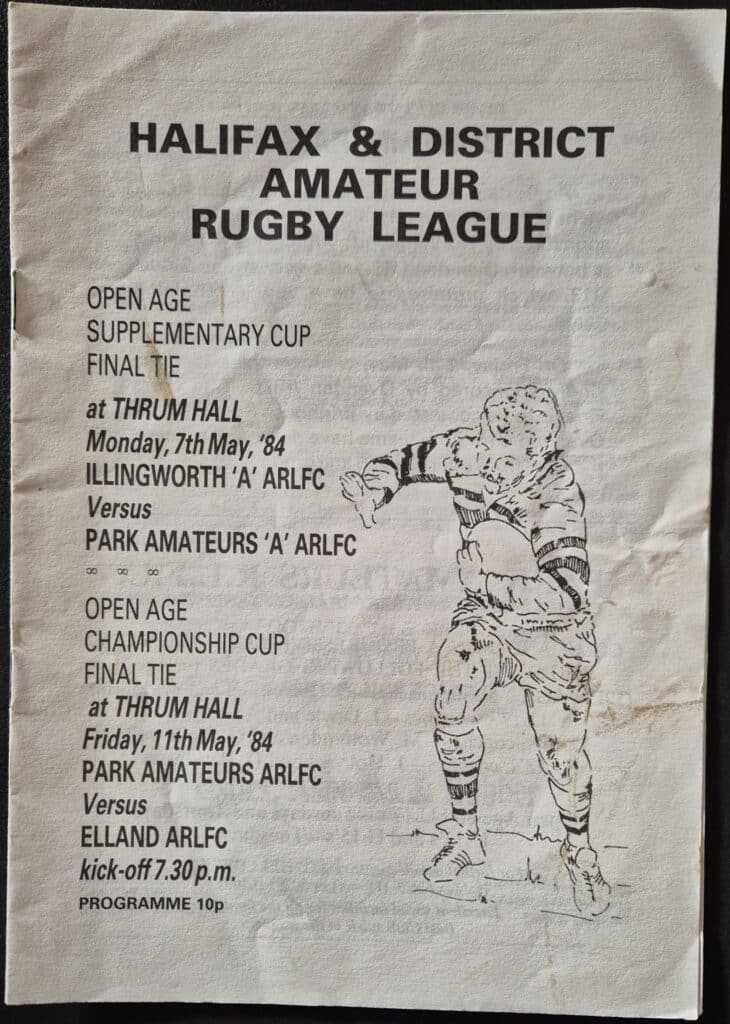 HALIFAX & DISTRICT
AMATEUR
RUGBY LEAGUE
OPEN AGE
SUPPLEMENTARY CUP
FINAL TIE
at THRUM HALL
Monday, 7th May, '84
ILLINGWORTH 'A' ARLFC
Versus
PARK AMATEURS 'A' ARLFC
∞ ∞ ∞
OPEN AGE
CHAMPIONSHIP CUP
FINAL TIE
at THRUM HALL
Friday, 11th May, '84
PARK AMATEURS ARLFC
Versus
ELLAND ARLFC
kick-off 7.30 p.m.
PROGRAMME 10p